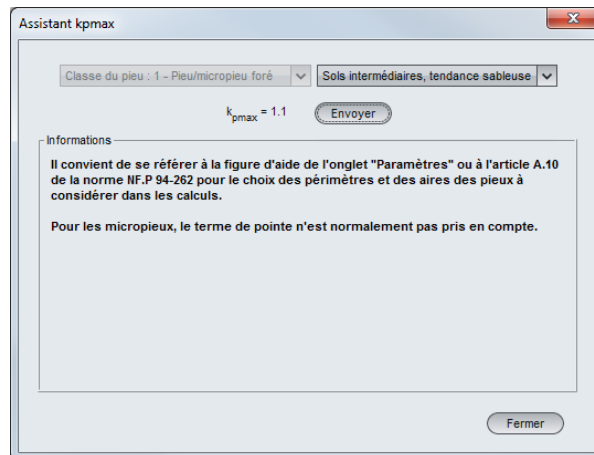 Assistant kpmax
Classe du pieu : 1 - Pieu/micropieu foré
Sols intermédiaires, tendance sableuse
kpmax = 1.1
Envoyer
Informations
Il convient de se référer à la figure d'aide de l'onglet "Paramètres" ou à l'article A.10
de la norme NF.P 94-262 pour le choix des périmètres et des aires des pieux à
considérer dans les calculs.
Pour les micropieux, le terme de pointe n'est normalement pas pris en compte.
Fermer